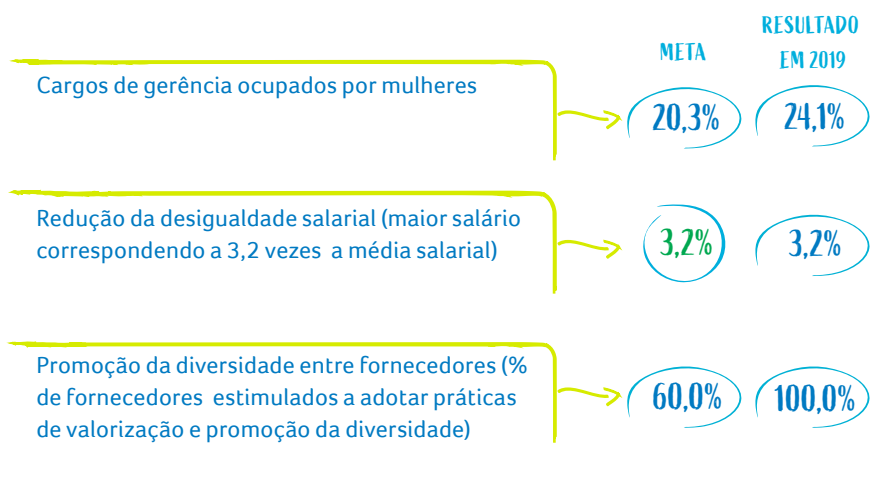 META
RESULTADO
EM 2019
Cargos de gerência ocupados por mulheres
20,3%
24,1%
Redução da desigualdade salarial (maior salário
correspondendo a 3,2 vezes a média salarial)
3,2%
3,2%
Promoção da diversidade entre fornecedores (%
de fornecedores estimulados a adotar práticas
de valorização e promoção da diversidade)
60,0%
100,0%